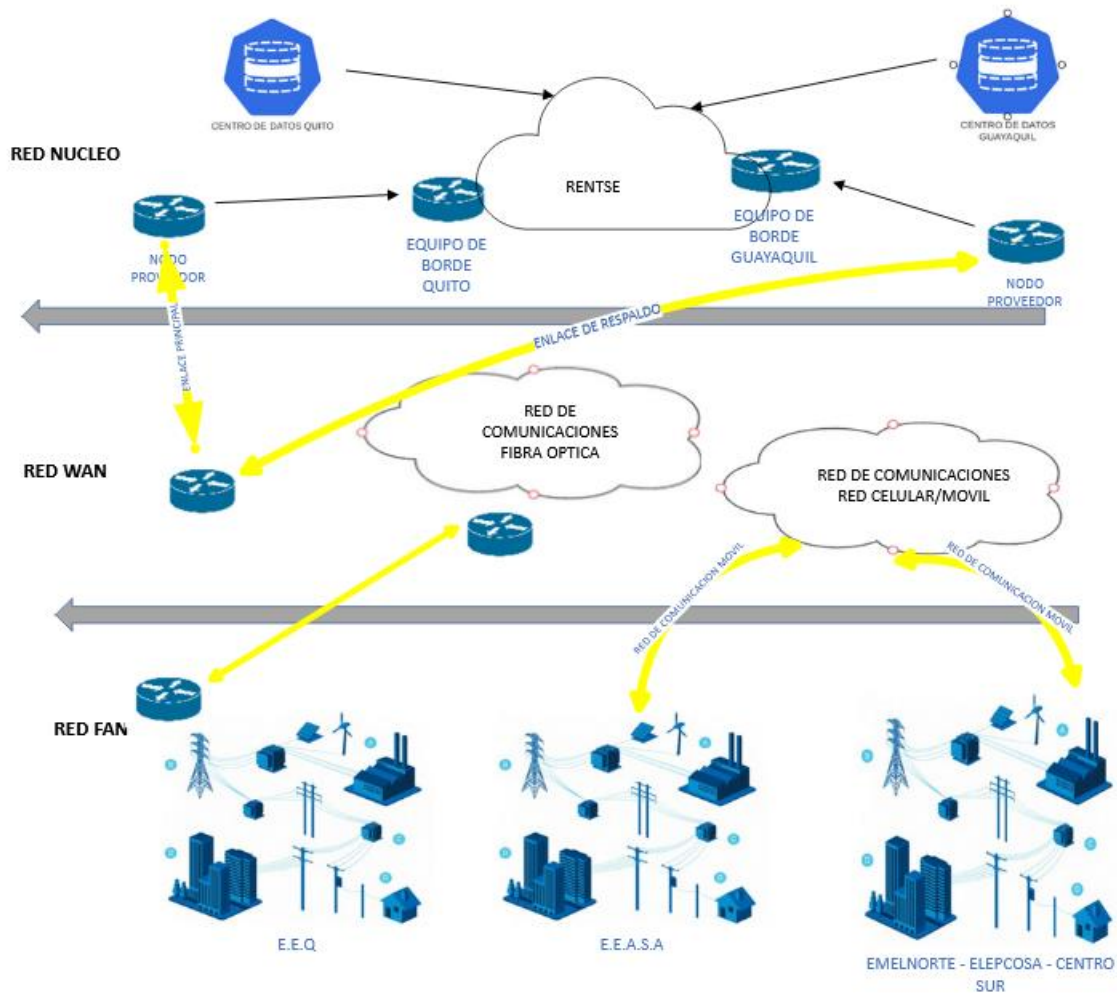 CENTRO DE DATOS QUITO
CENTRO DE DATOS
GUAYAQUIL
RED NUCLEO
RENTSE
EQUIPO DE
BORDE
QUITO
EQUIPO DE
BORDE
GUAYAQUIL
NODO
PROVEEDOR
NODO
PROVEEDOR
ENLACE PRINCIPAL
ENLACE DE RESPALDO
RED DE
COMUNICACIONES
FIBRA OPTICA
RED WAN
RED DE COMUNICACIONES
RED CELULAR/MOVIL
RED DE COMUNICACION MOVIL
RED DE COMUNICACION MOVIL
RED FAN
E.E.Q
E.E.A.S.A
EMELNORTE - ELEPCOSA - CENTRO
SUR